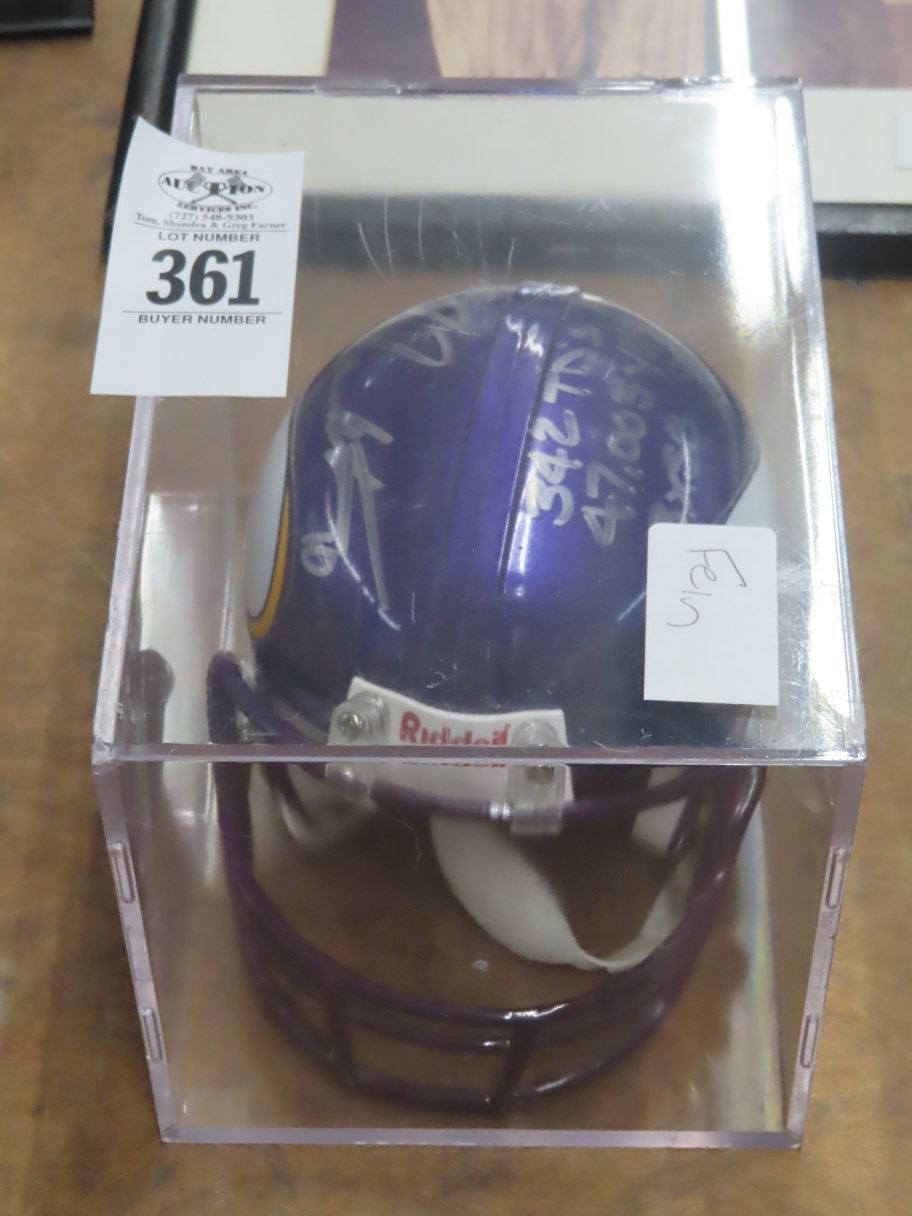 BAY AREA
AUCTION
SERVICES INC.
(727) 548-9303
Tom, Shondra & Greg Farner
LOT NUMBER
361
BUYER NUMBER
342 TD's
47,003
Feln
Riddell